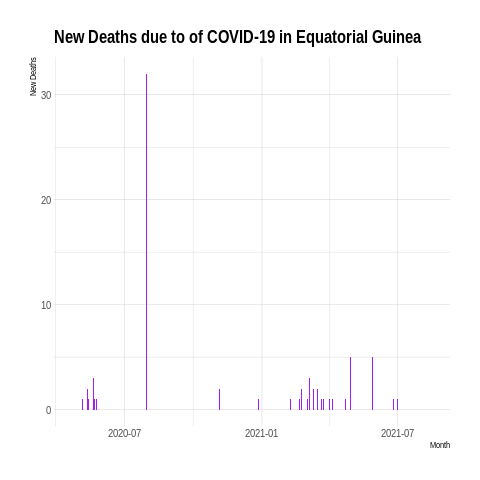 New Deaths due to of COVID-19 in Equatorial Guinea
New Deaths
30
20
10
0
2020-07
2021-01
2021-07
Month